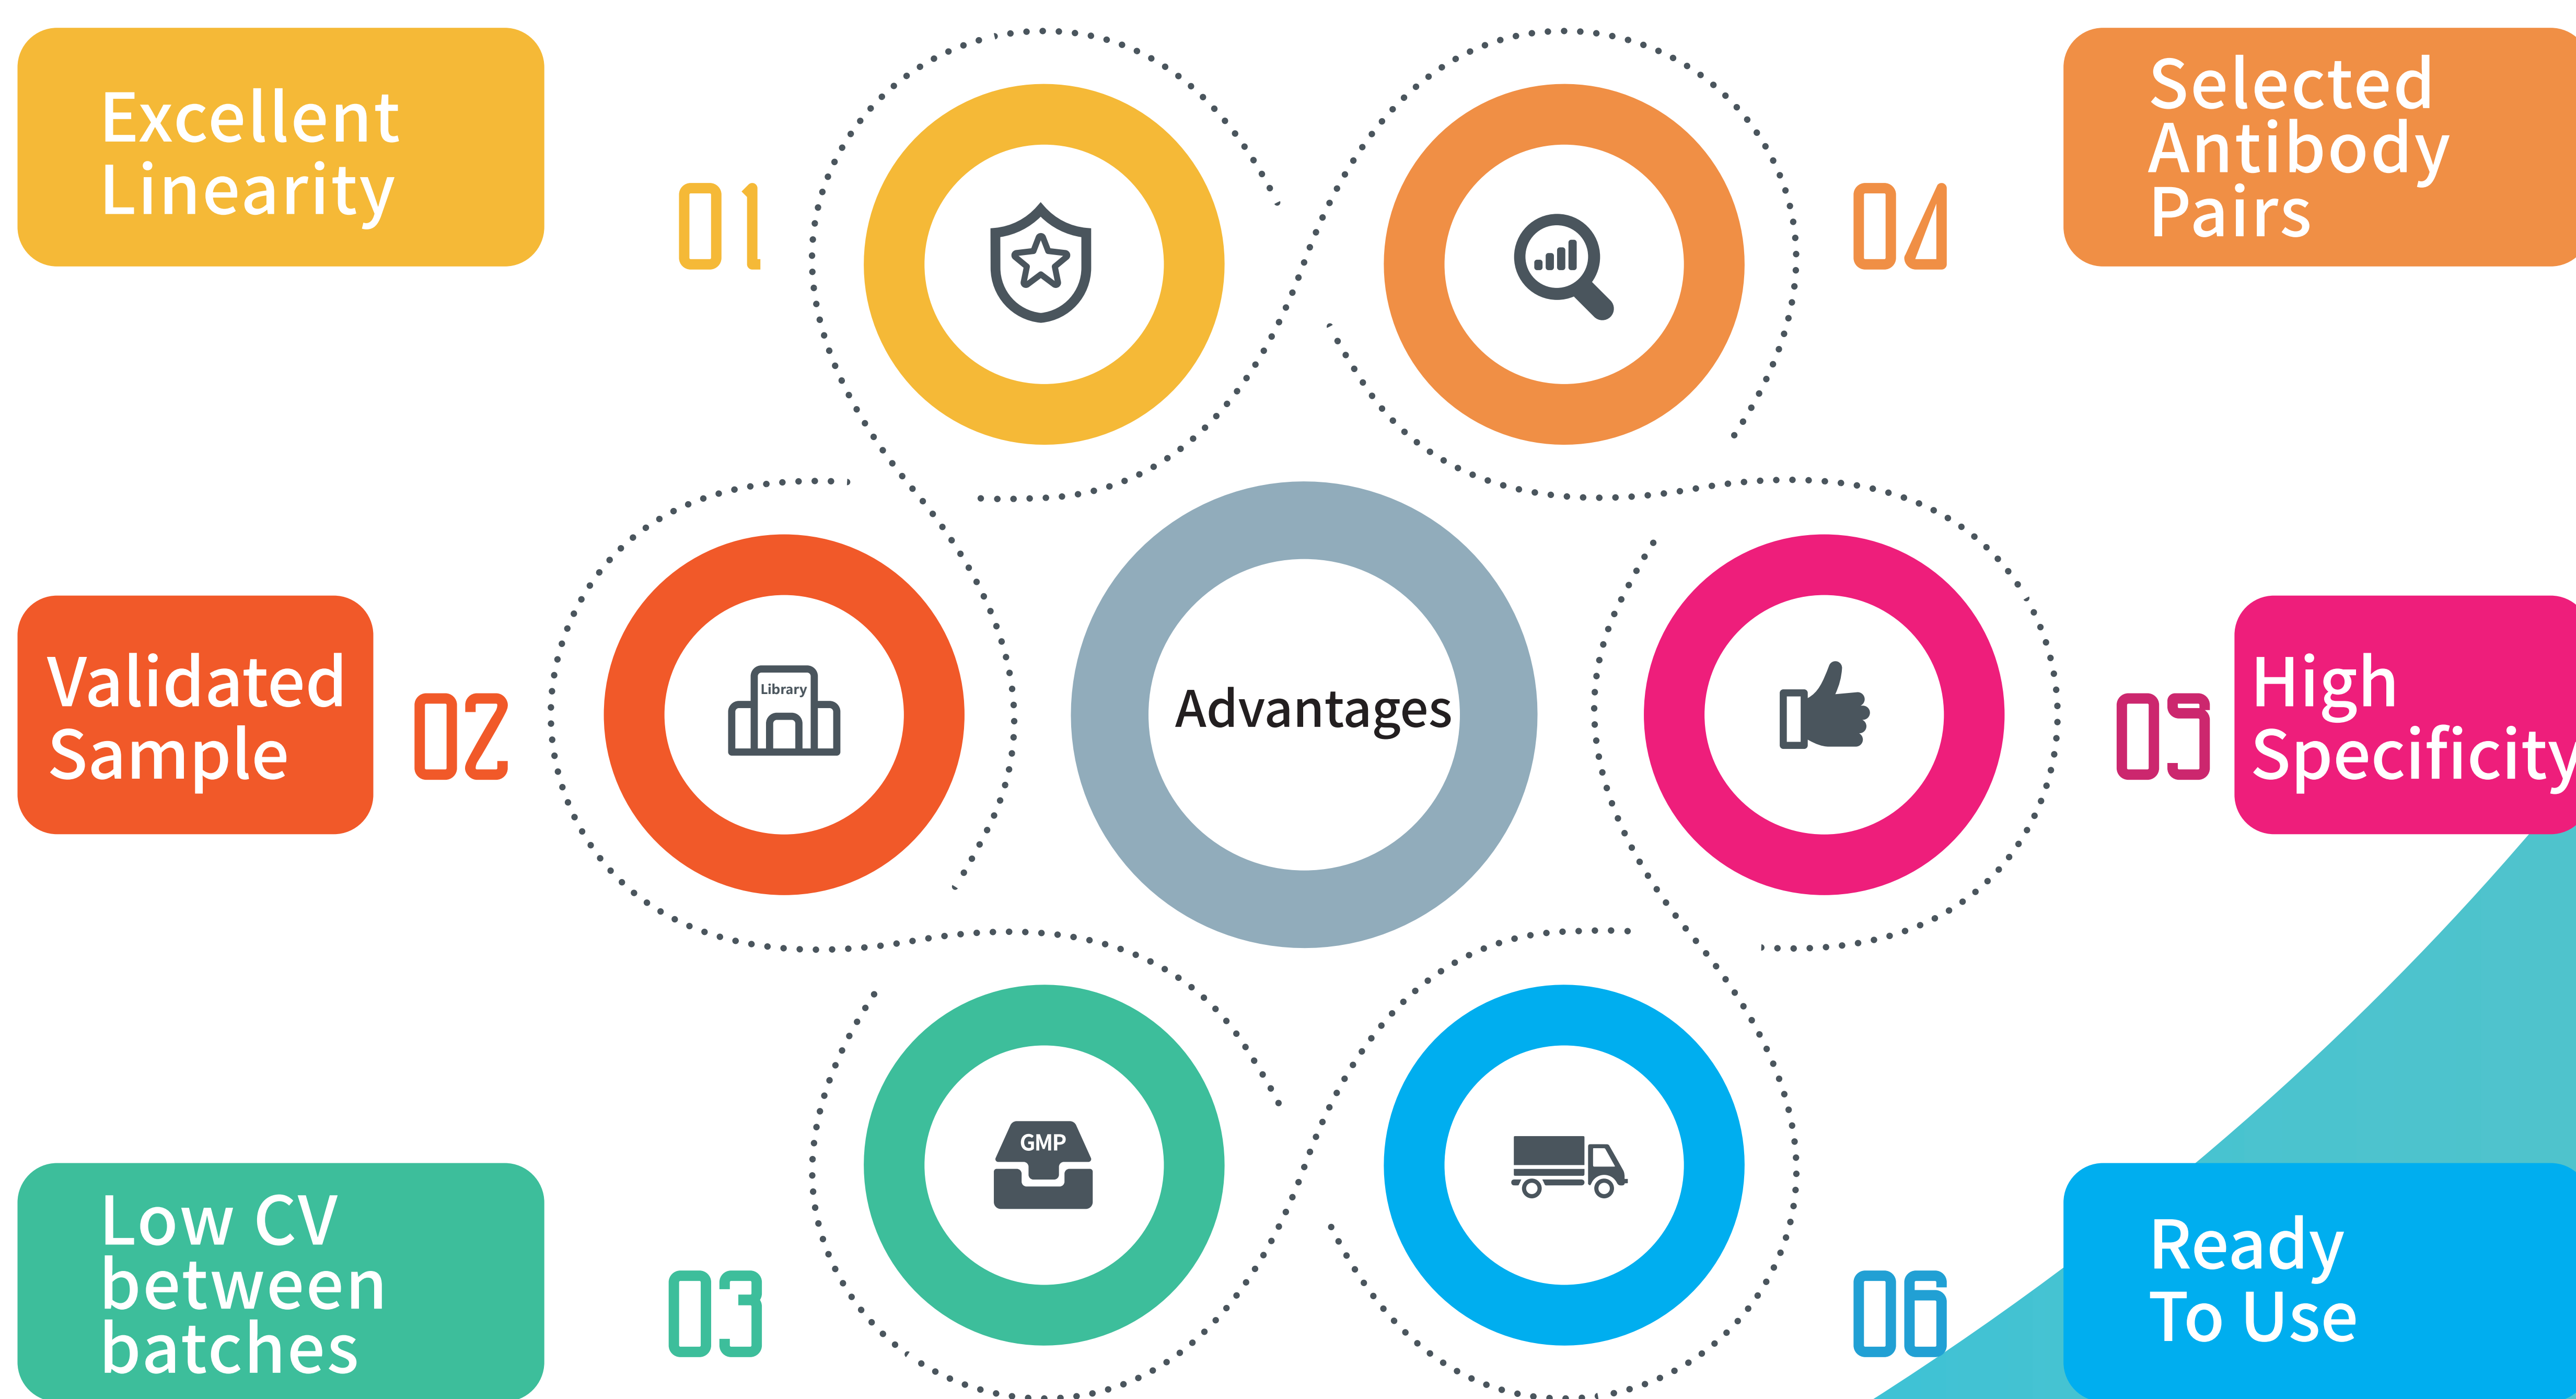 Excellent
Linearity
01
04
Selected
Antibody
Pairs
Validated
Sample
02
Library
Advantages
05
High
Specificity
Low CV
between
batches
03
GMP
06
Ready
To Use